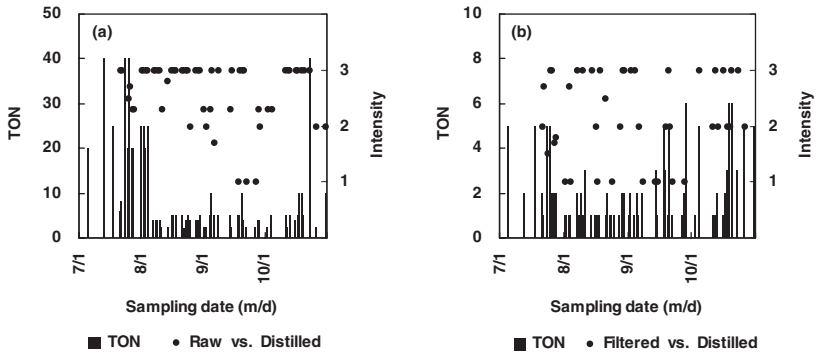 (a)
50
40
30
20
10
0
TON
3
2
1
Intensity
7/1
8/1
9/1
10/1
Sampling date (m/d)
TON Raw vs. Distilled
(b)
10
8
6
4
2
0
TON
3
2
1
Intensity
7/1
8/1
9/1
10/1
Sampling date (m/d)
TON Filtered vs. Distilled